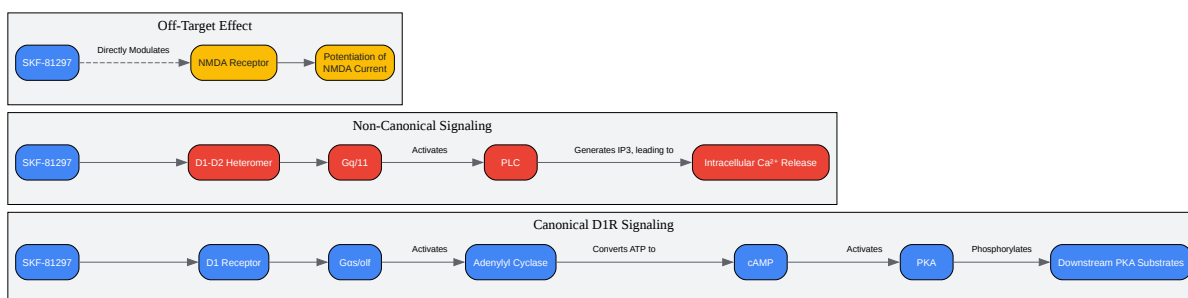 Off-Target Effect
SKF-81297
Directly Modulates
NMDA Receptor
Potentiation of
NMDA Current
Non-Canonical Signaling
SKF-81297
D1-D2 Heteromer
Gq/11
Activates
PLC
Generates IP3, leading to
Intracellular Ca²⁺ Release
Canonical D1R Signaling
SKF-81297
D1 Receptor
Gαs/olf
Activates
Adenylyl Cyclase
Converts ATP to
cAMP
Activates
PKA
Phosphorylates
Downstream PKA Substrates